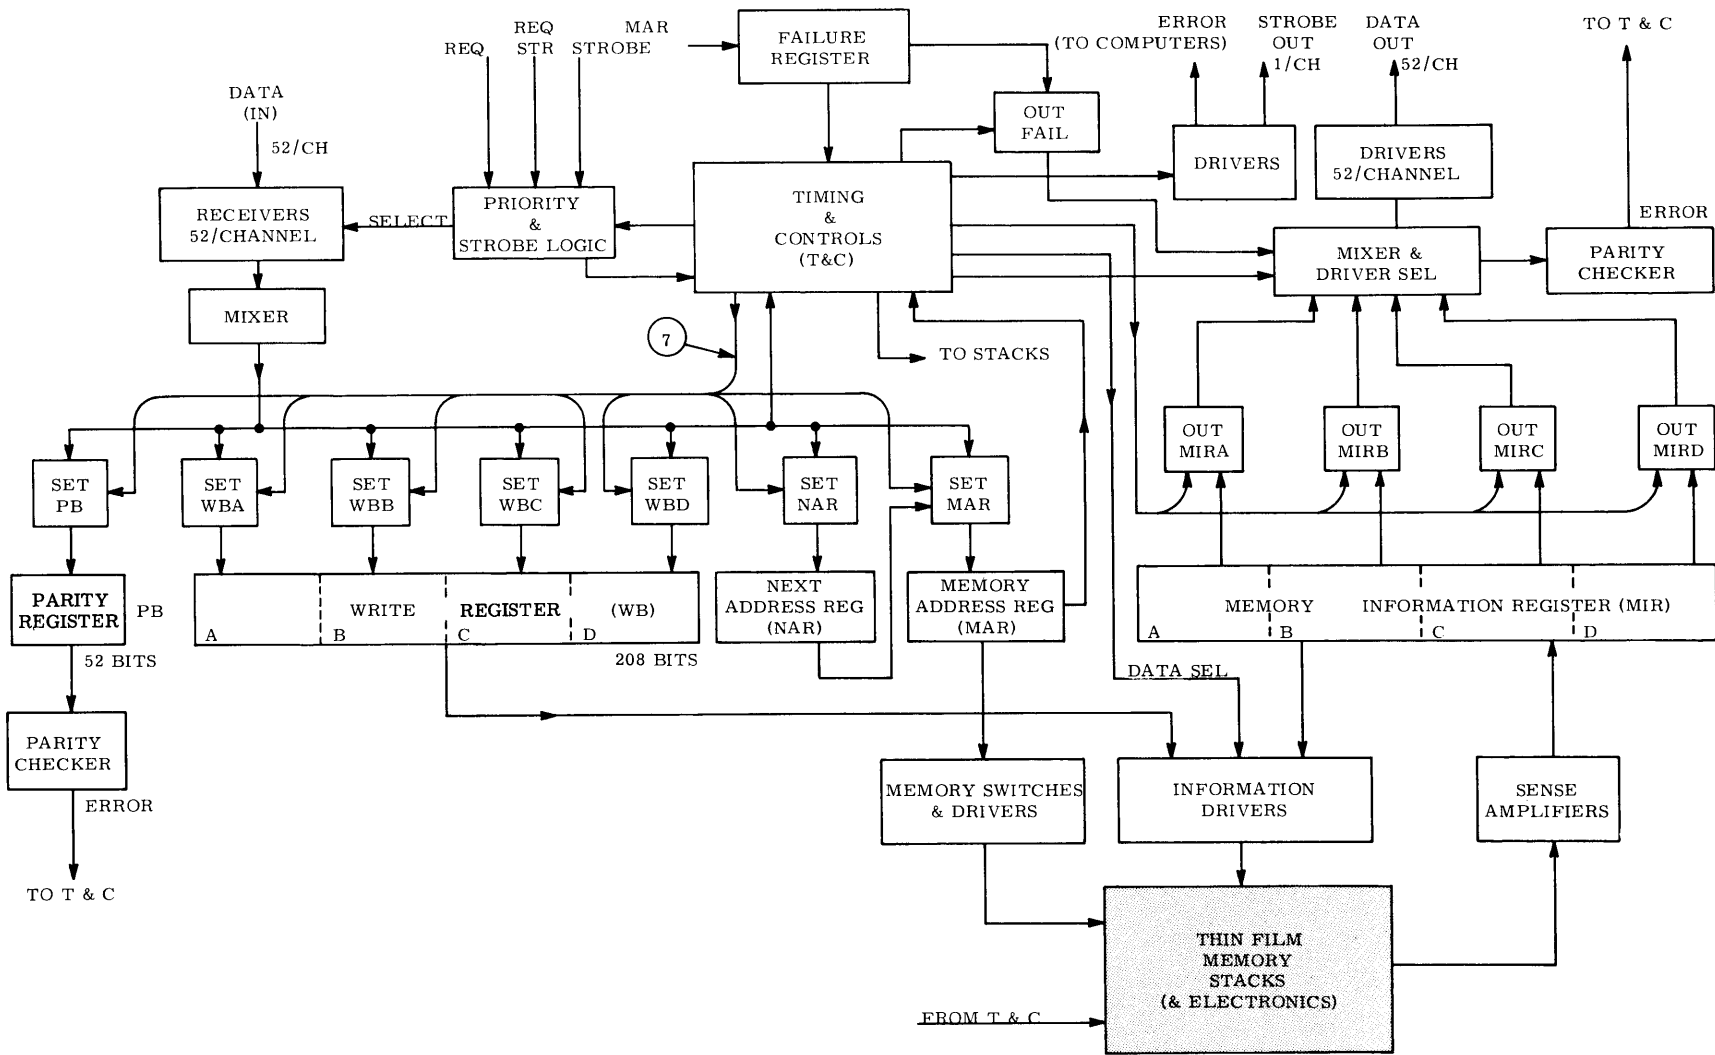 REQ
REQ
STR
MAR
STROBE
FAILURE
REGISTER
ERROR
(TO COMPUTERS)
STROBE
OUT
1/CH
DATA
OUT
52/CH
TO T & C
DATA
(IN)
52/CH
OUT
FAIL
DRIVERS
DRIVERS
52/CHANNEL
RECEIVERS
52/CHANNEL
SELECT
PRIORITY
&
STROBE LOGIC
TIMING
&
CONTROLS
(T&C)
MIXER &
DRIVER SEL
ERROR
PARITY
CHECKER
MIXER
7
TO STACKS
OUT
MIRA
OUT
MIRB
OUT
MIRC
OUT
MIRD
SET
PB
SET
WBA
SET
WBB
SET
WBC
SET
WBD
SET
NAR
SET
MAR
PARITY
REGISTER
PB
52 BITS
WRITE REGISTER (WB)
A B C D
208 BITS
NEXT
ADDRESS REG
(NAR)
MEMORY
ADDRESS REG
(MAR)
MEMORY INFORMATION REGISTER (MIR)
A B C D
DATA SEL
PARITY
CHECKER
ERROR
TO T & C
MEMORY SWITCHES
& DRIVERS
INFORMATION
DRIVERS
SENSE
AMPLIFIERS
THIN FILM
MEMORY
STACKS
(& ELECTRONICS)
FROM T & C